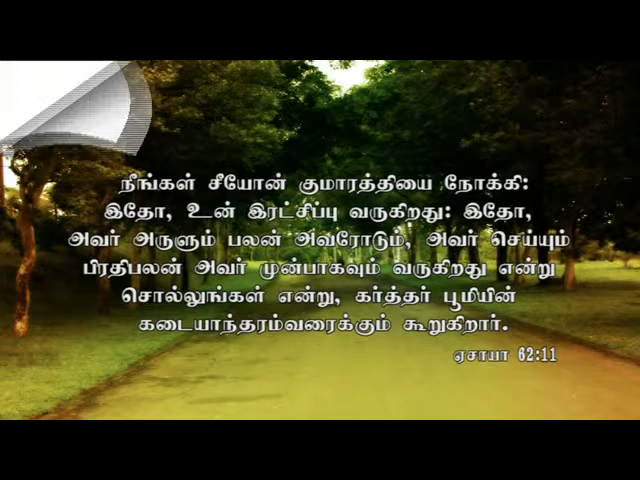 நீங்கள் சீயோன் குமாரத்தியை நோக்கி:
இதோ, உன் இரட்சிப்பு வருகிறது: இதோ,
அவர் அருளும் பலன் அவரோடும், அவர் செய்யும்
பிரதிபலன் அவர் முன்பாகவும் வருகிறது என்று
சொல்லுங்கள் என்று, கர்த்தர் பூமியின்
கடையாந்தரம்வரைக்கும் கூறுகிறார்.
ஏசாயா 62:11